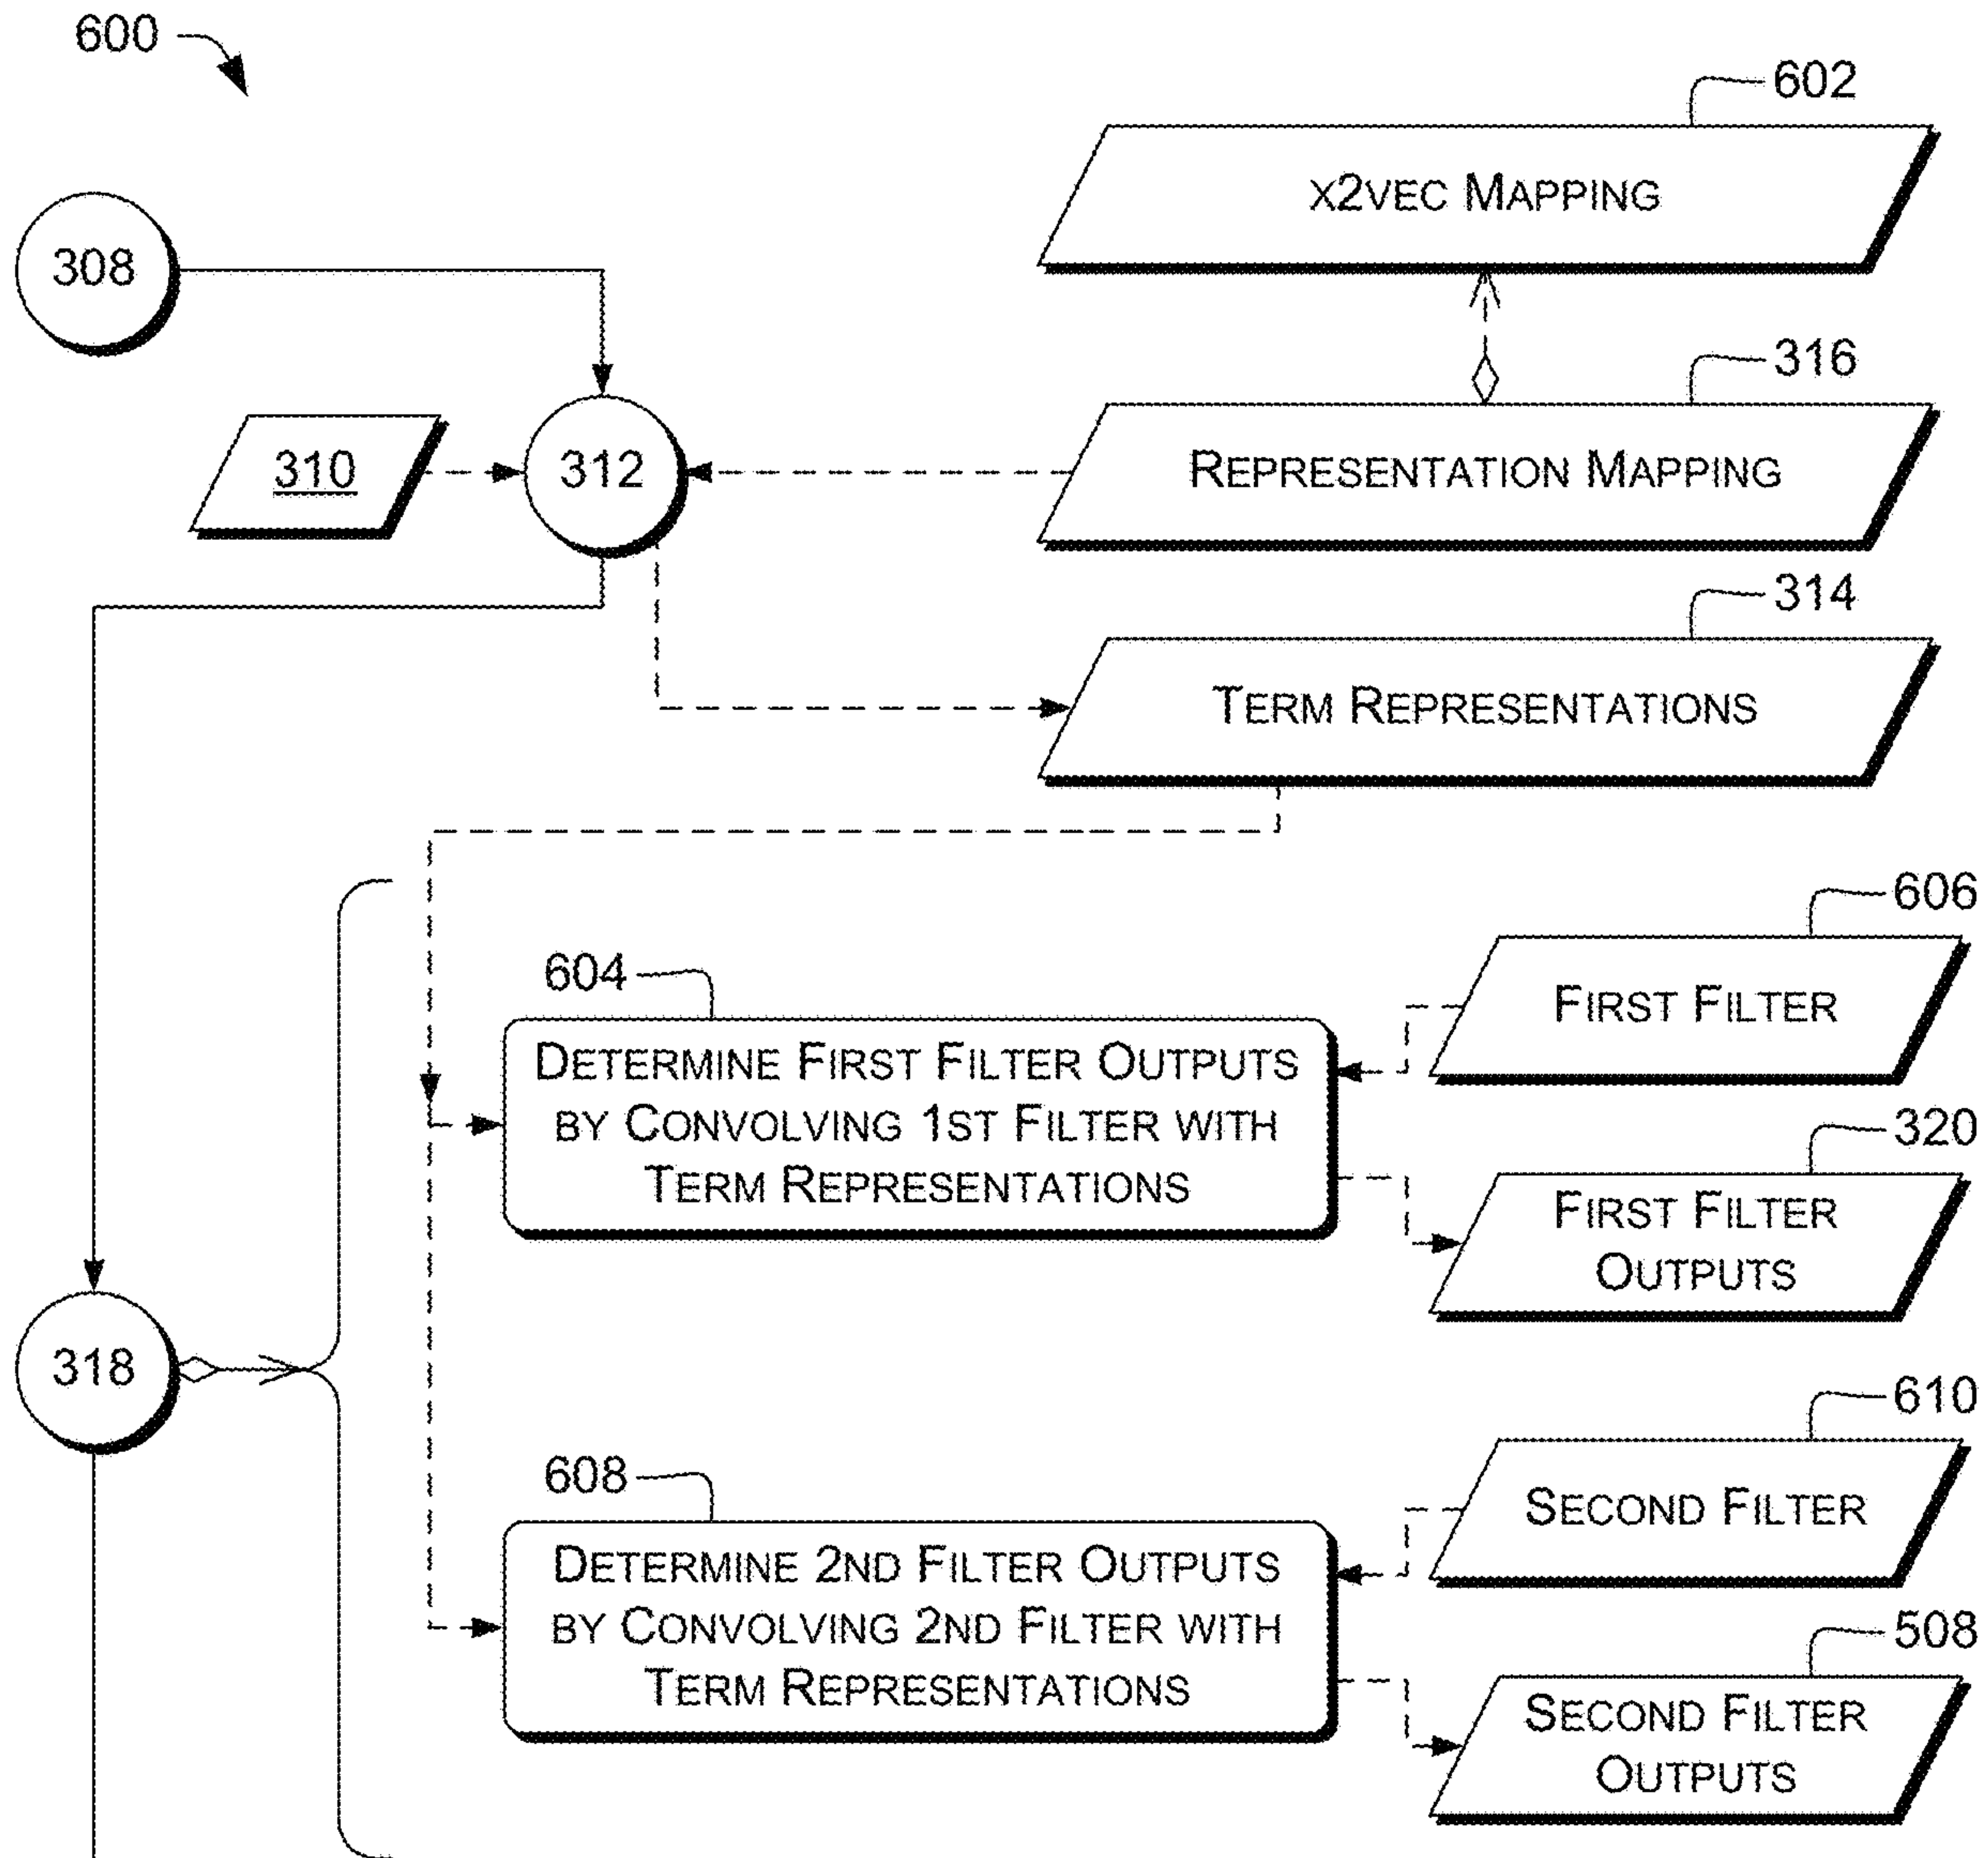 600
602
x2vec Mapping
308
316
310
312
Representation Mapping
314
Term Representations
606
First Filter
604
Determine First Filter Outputs
by Convolving 1st Filter with
Term Representations
320
First Filter
Outputs
318
610
Second Filter
608
Determine 2nd Filter Outputs
by Convolving 2nd Filter with
Term Representations
508
Second Filter
Outputs